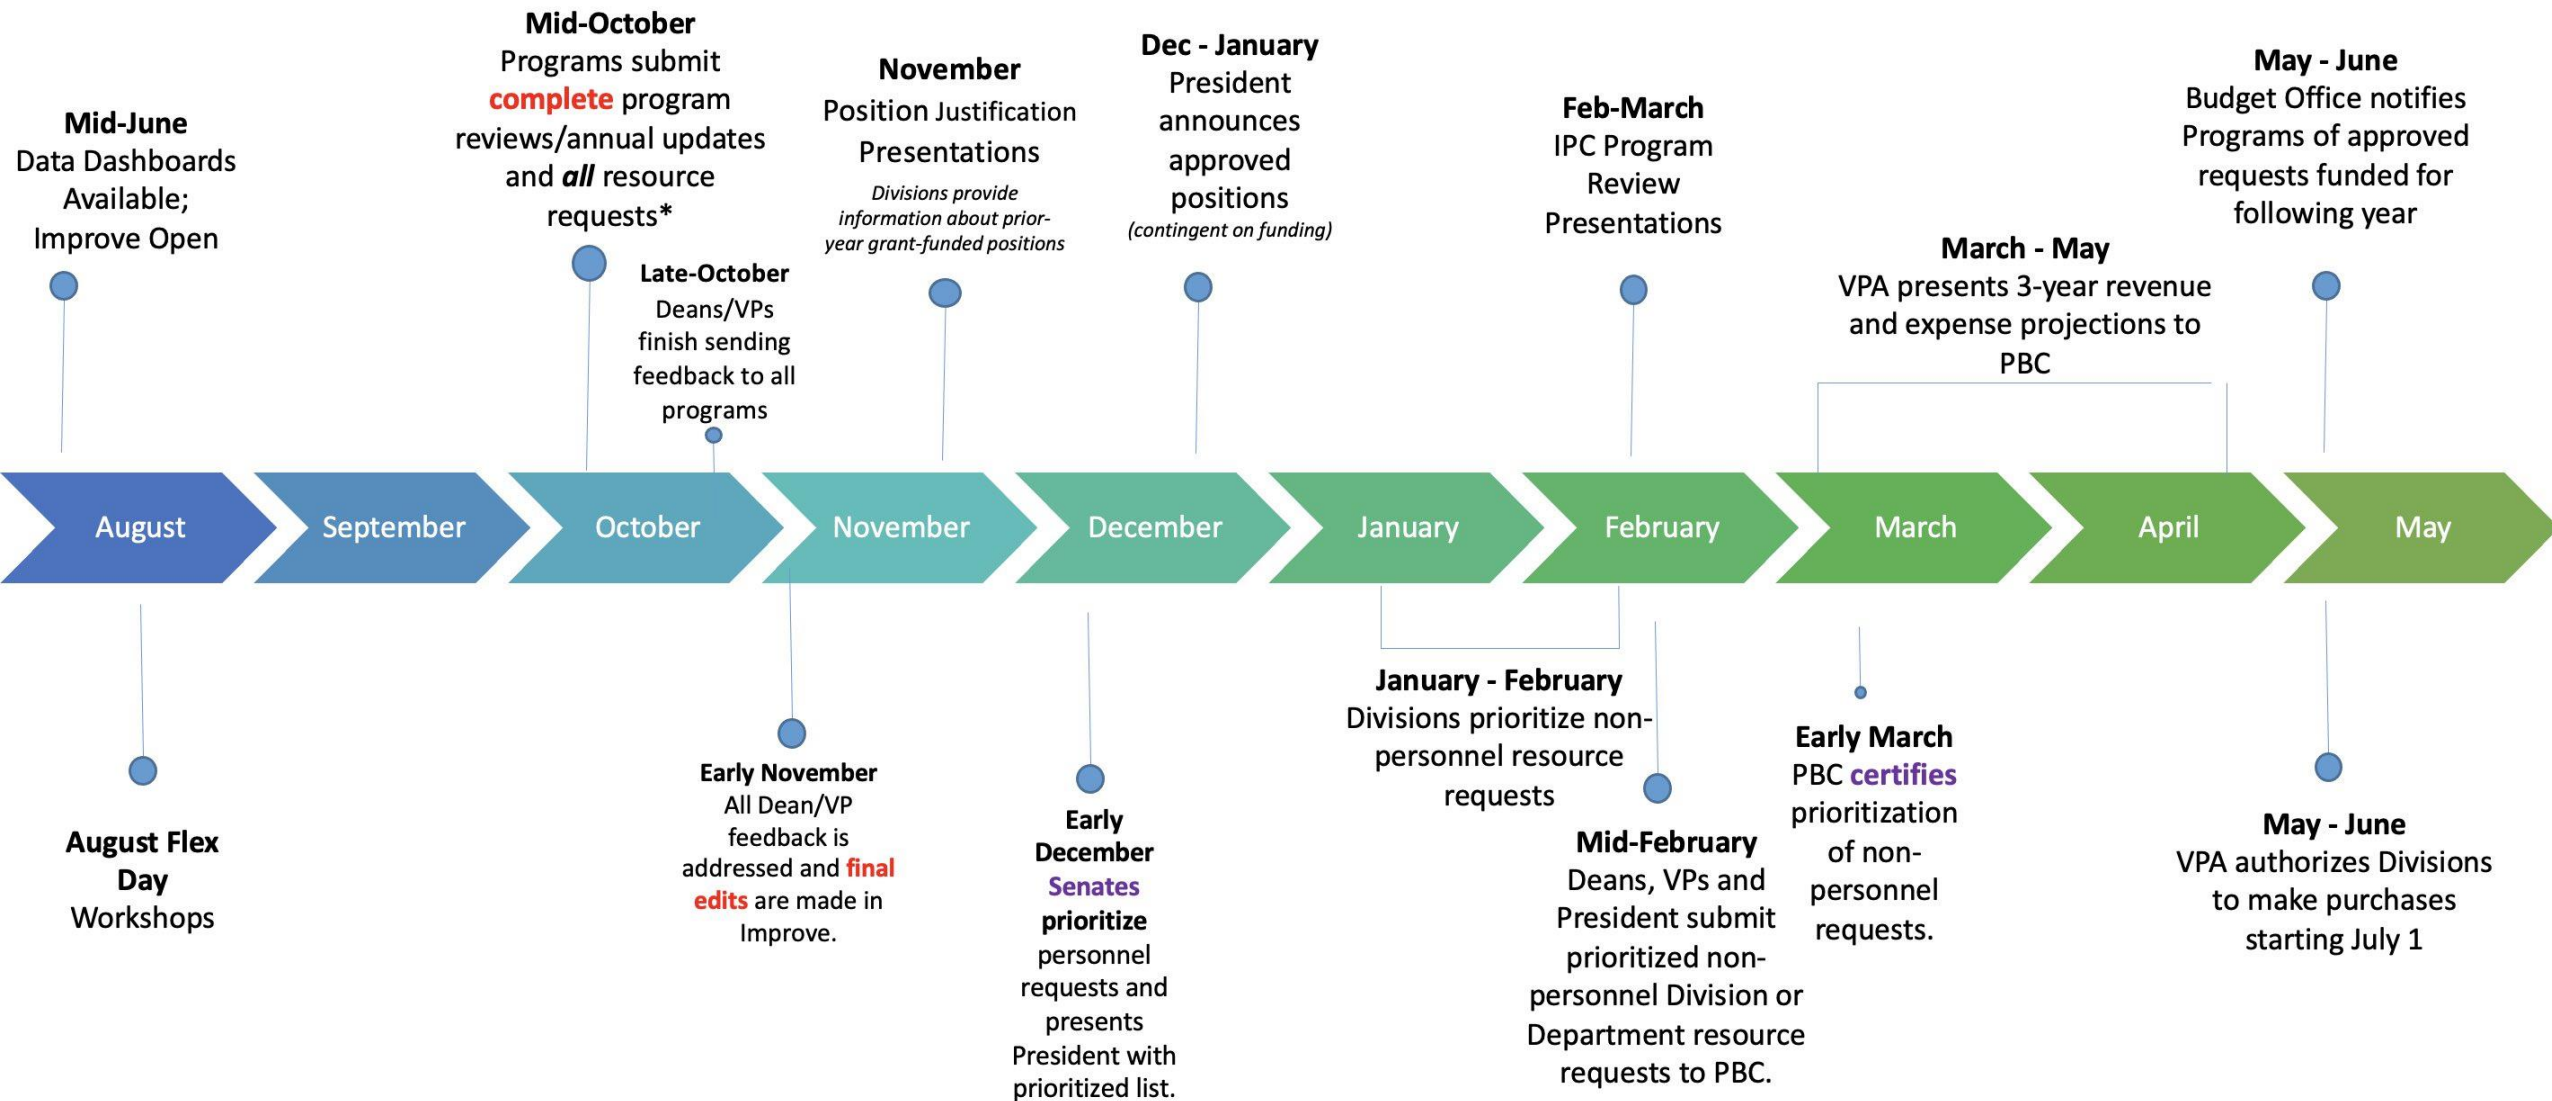 Mid-June
Data Dashboards
Available;
Improve Open
Mid-October
Programs submit
complete program
reviews/annual updates
and all resource
requests*
Late-October
Deans/VPs
finish sending
feedback to all
programs
November
Position Justification
Presentations
Divisions provide
information about prior-
year grant-funded positions
Dec - January
President
announces
approved
positions
(contingent on funding)
Feb-March
IPC Program
Review
Presentations
March - May
VPA presents 3-year revenue
and expense projections to
PBC
May - June
Budget Office notifies
Programs of approved
requests funded for
following year
August
September
October
November
December
January
February
March
April
May
August Flex
Day
Workshops
Early November
All Dean/VP
feedback is
addressed and final
edits are made in
Improve.
Early
December
Senates
prioritize
personnel
requests and
presents
President with
prioritized list.
January - February
Divisions prioritize non-
personnel resource
requests
Mid-February
Deans, VPs and
President submit
prioritized non-
personnel Division or
Department resource
requests to PBC.
Early March
PBC certifies
prioritization
of non-
personnel
requests.
May - June
VPA authorizes Divisions
to make purchases
starting July 1